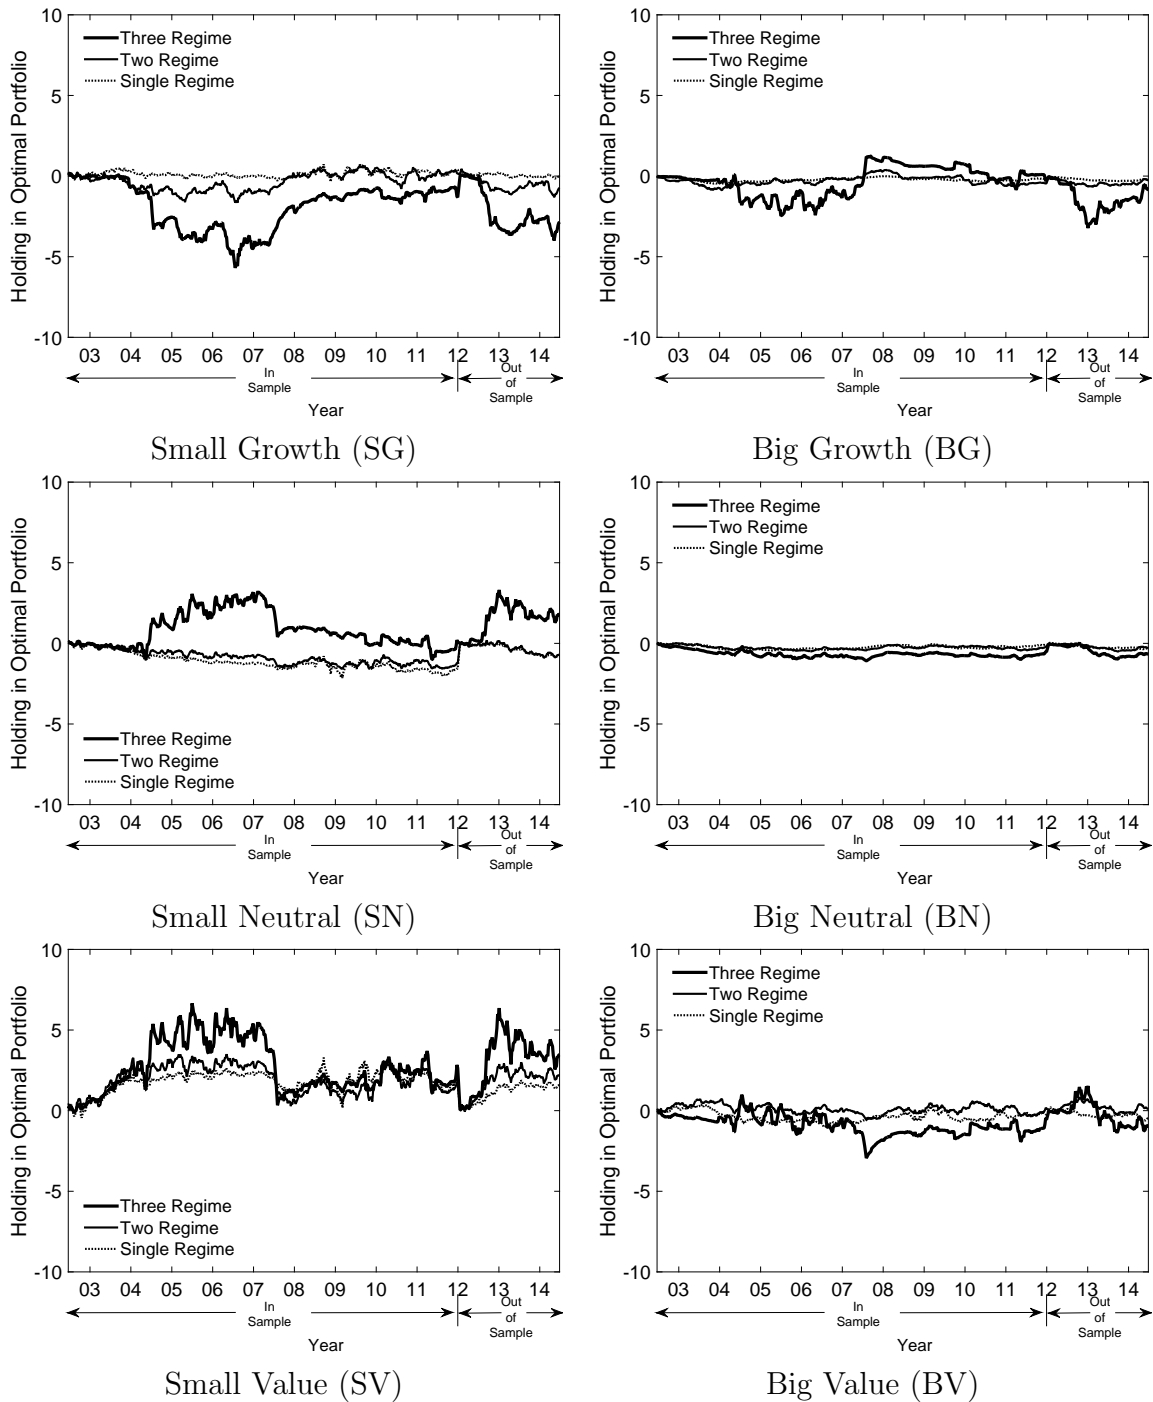 10
5
0
-5
-10
Holding in Optimal Portfolio
Three Regime
Two Regime
Single Regime
03 04 05 06 07 08 09 10 11 12 13 14
In
Sample
Out
of
Sample
Year
Small Growth (SG)
10
5
0
-5
-10
Holding in Optimal Portfolio
Three Regime
Two Regime
Single Regime
03 04 05 06 07 08 09 10 11 12 13 14
In
Sample
Out
of
Sample
Year
Big Growth (BG)
10
5
0
-5
-10
Holding in Optimal Portfolio
Three Regime
Two Regime
Single Regime
03 04 05 06 07 08 09 10 11 12 13 14
In
Sample
Out
of
Sample
Year
Small Neutral (SN)
10
5
0
-5
-10
Holding in Optimal Portfolio
Three Regime
Two Regime
Single Regime
03 04 05 06 07 08 09 10 11 12 13 14
In
Sample
Out
of
Sample
Year
Big Neutral (BN)
10
5
0
-5
-10
Holding in Optimal Portfolio
Three Regime
Two Regime
Single Regime
03 04 05 06 07 08 09 10 11 12 13 14
In
Sample
Out
of
Sample
Year
Small Value (SV)
10
5
0
-5
-10
Holding in Optimal Portfolio
Three Regime
Two Regime
Single Regime
03 04 05 06 07 08 09 10 11 12 13 14
In
Sample
Out
of
Sample
Year
Big Value (BV)